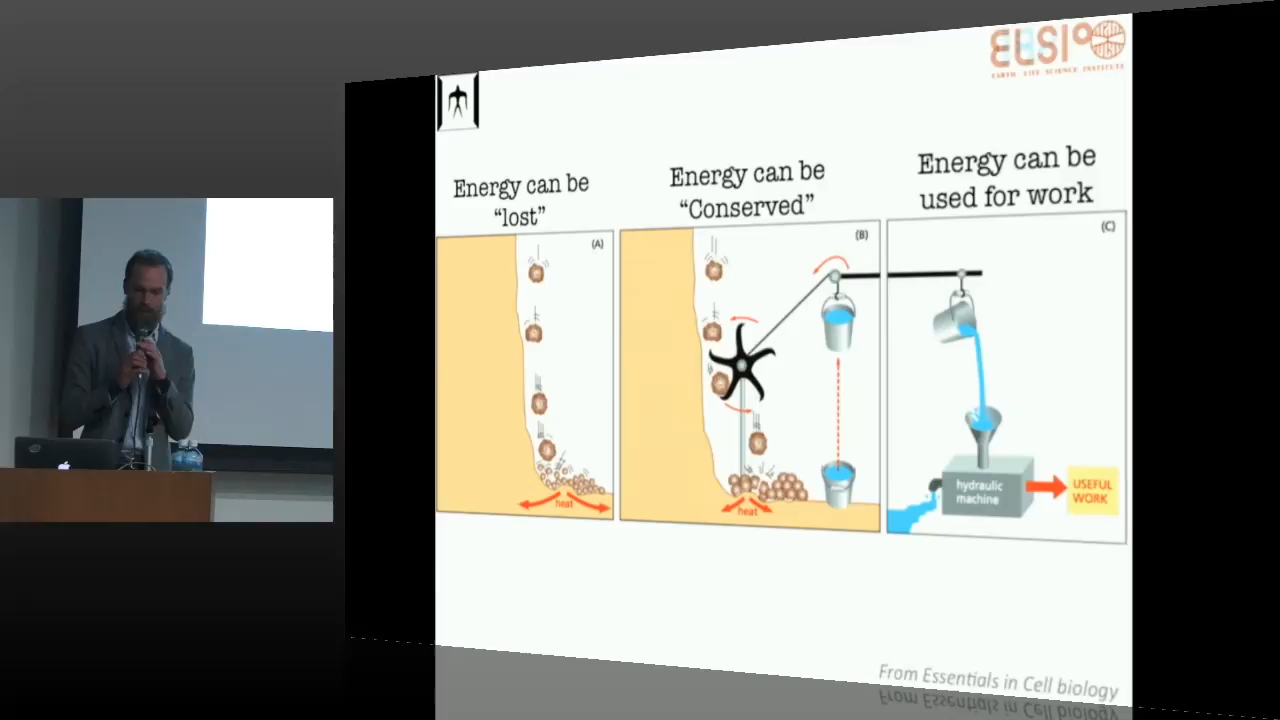 ELSI
EARTH LIFE SCIENCE INSTITUTE
Energy can be
“lost”
Energy can be
“Conserved”
Energy can be
used for work
(A)
(B)
(C)
heat
heat
hydraulic
machine
USEFUL
WORK
From Essentials in Cell biology